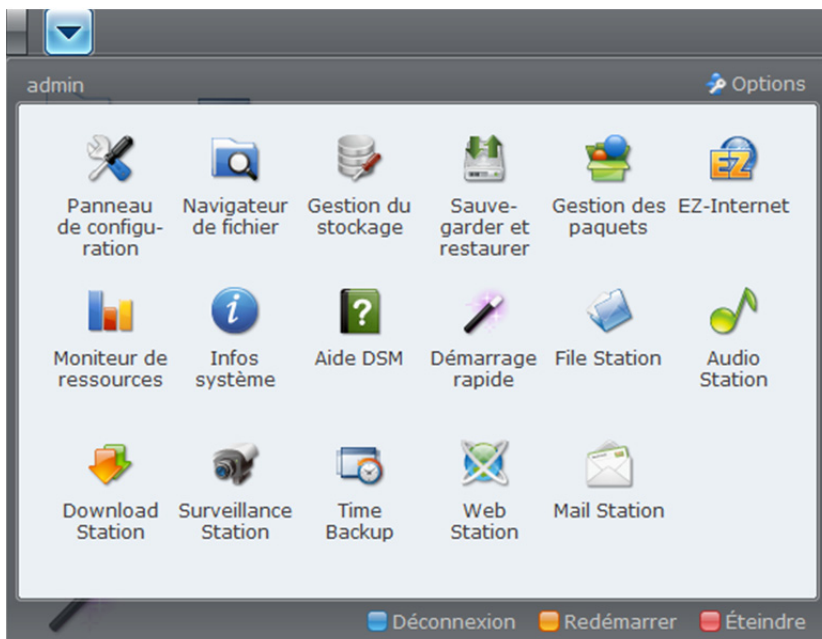 admin
Options
Panneau
de configu-
ration
Navigateur
de fichier
Gestion du
stockage
Sauve-
garder et
restaurer
Gestion des
paquets
EZ
EZ-Internet
Moniteur de
ressources
Infos
système
Aide DSM
Démarrage
rapide
File Station
Audio
Station
Download
Station
Surveillance
Station
Time
Backup
Web
Station
Mail Station
Déconnexion
Redémarrer
Éteindre